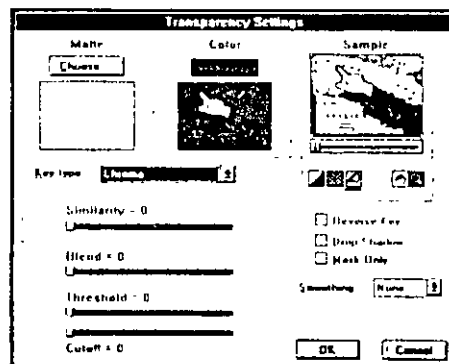 Transparency Settings
Matte
Color
Sample
Choose
Key type
Chroma
Similarity = 0
Blend = 0
Threshold = 0
Cutoff = 0
Reverse Key
Drop Shadow
Mask Only
Smoothing
None
OK
Cancel